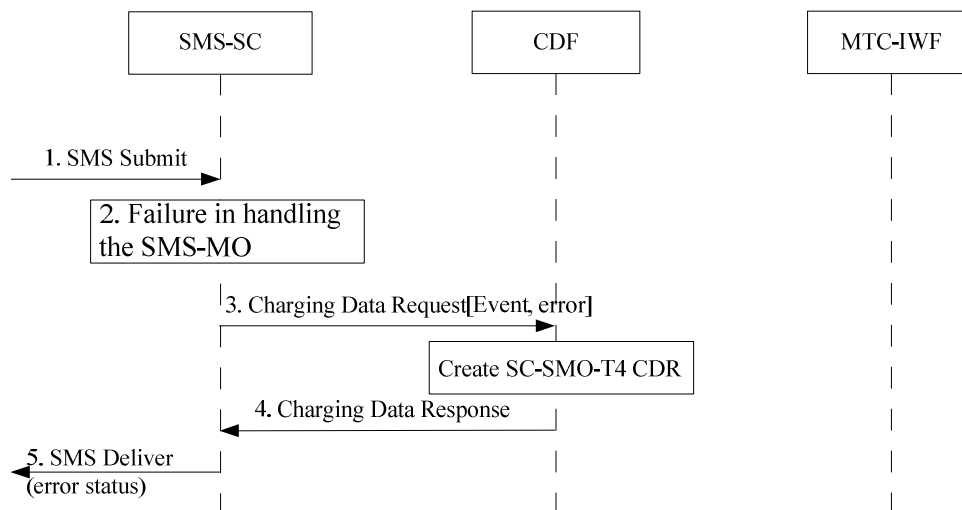 SMS-SC
CDF
MTC-IWF
1. SMS Submit
2. Failure in handling
the SMS-MO
3. Charging Data Request[Event, error]
Create SC-SMO-T4 CDR
4. Charging Data Response
5. SMS Deliver
(error status)